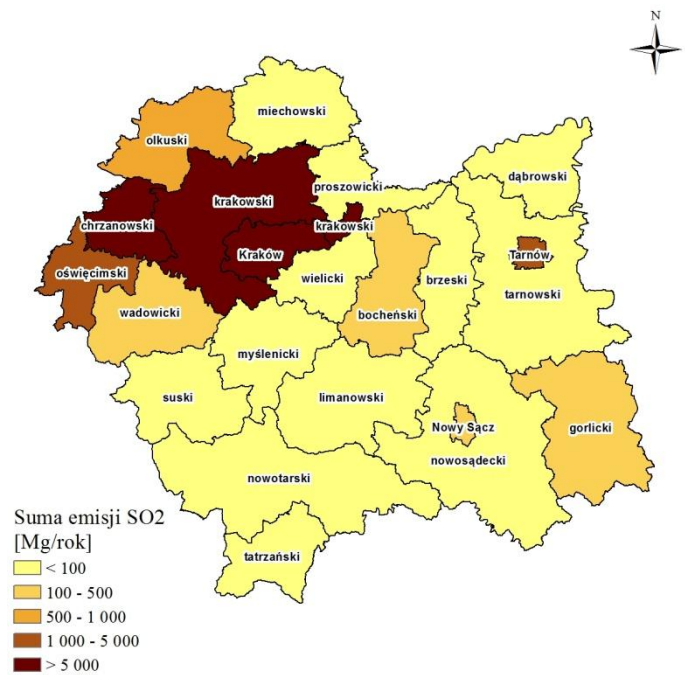 N
miechowski
olkuski
dąbrowski
proszowicki
krakowski
chrzanowski
krakowski
Kraków
Tarnów
oświęcimski
wielicki
brzeski
tarnowski
wadowicki
bocheński
myślenicki
suski
limanowski
Nowy Sącz
gorlicki
nowosądecki
nowotarski
tatrzański
Suma emisji SO2
[Mg/rok]
< 100
100 - 500
500 - 1 000
1 000 - 5 000
> 5 000